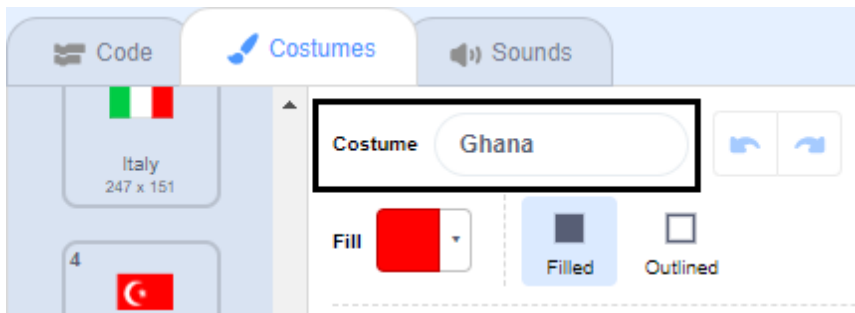 Code
Costumes
Sounds
Italy
247 x 151
4
Costume
Ghana
Fill
Filled
Outlined